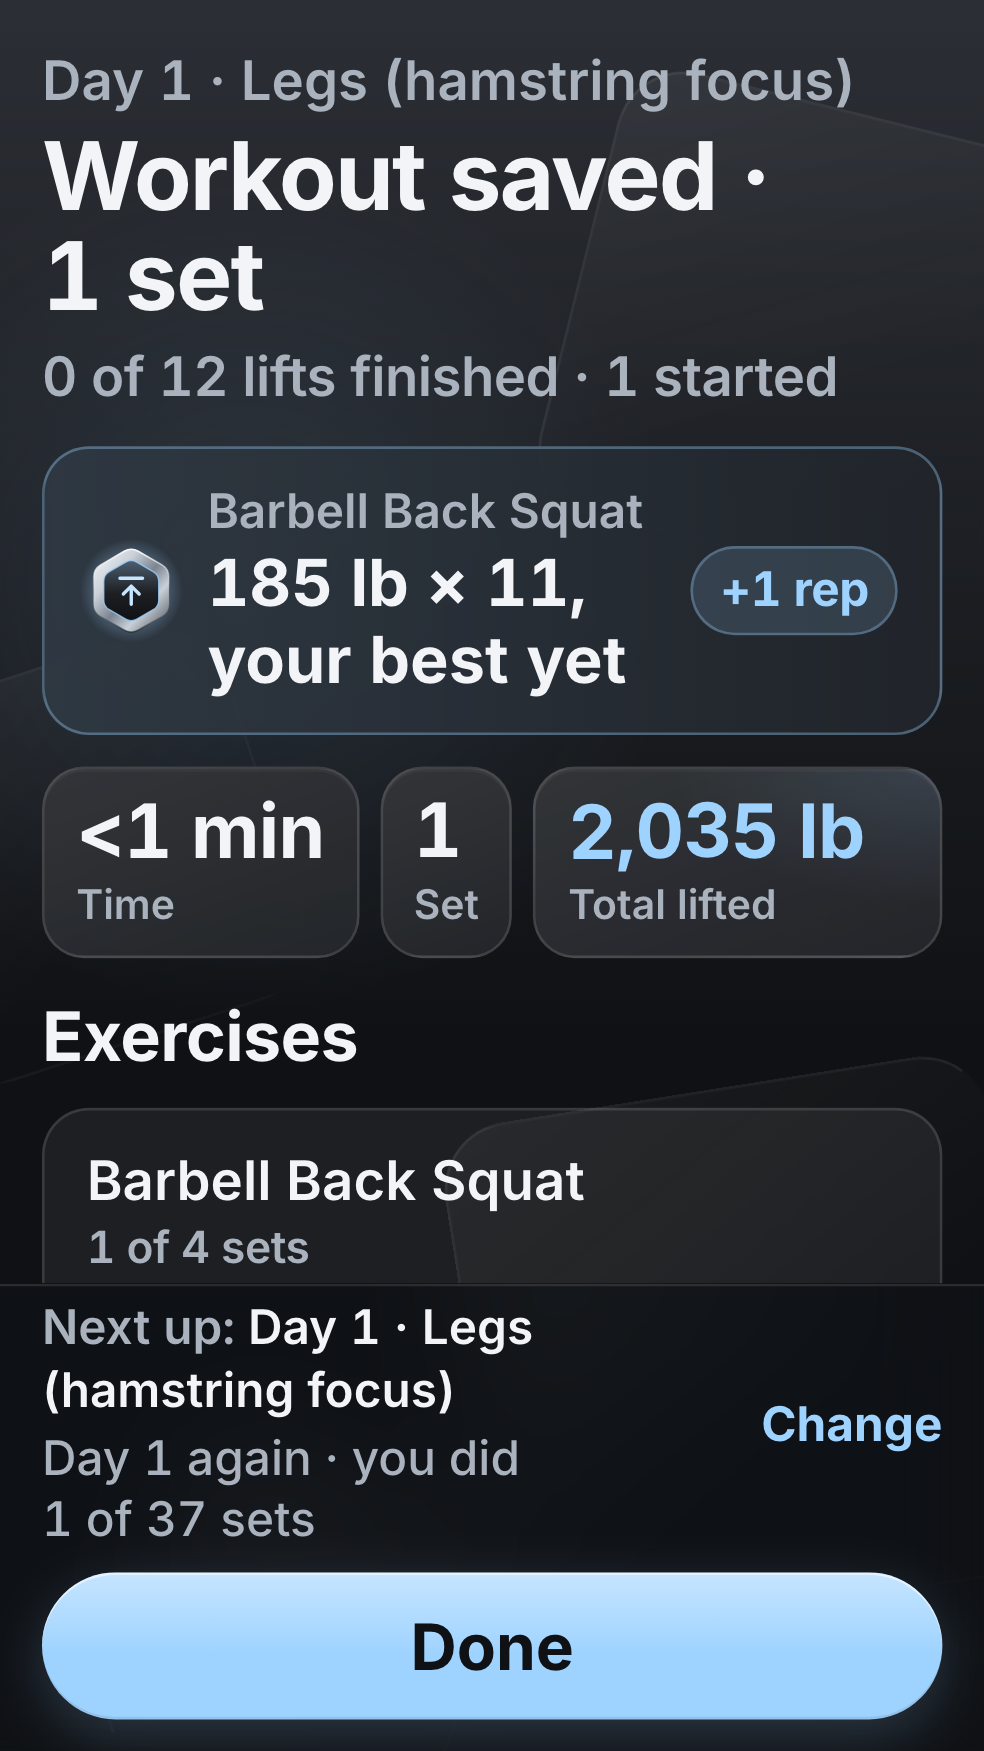 Day 1 · Legs (hamstring focus)
Workout saved ·
1 set
0 of 12 lifts finished · 1 started
Barbell Back Squat
185 lb × 11,
your best yet
+1 rep
<1 min
Time
1
Set
2,035 lb
Total lifted
Exercises
Barbell Back Squat
1 of 4 sets
Next up: Day 1 · Legs
(hamstring focus)
Day 1 again · you did
1 of 37 sets
Change
Done